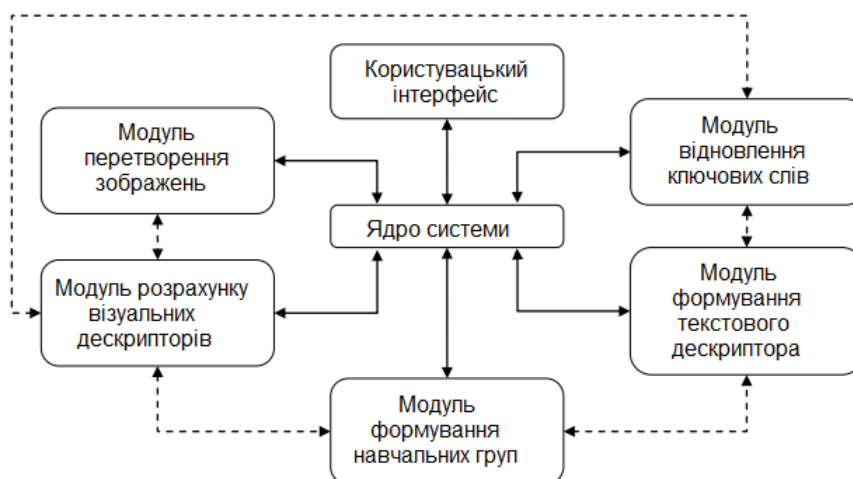 Користувацький
інтерфейс
Модуль
перетворення
зображень
Модуль
відновлення
ключових слів
Ядро системи
Модуль розрахунку
візуальних
дескрипторів
Модуль
формування
текстового
дескриптора
Модуль
формування
навчальних груп